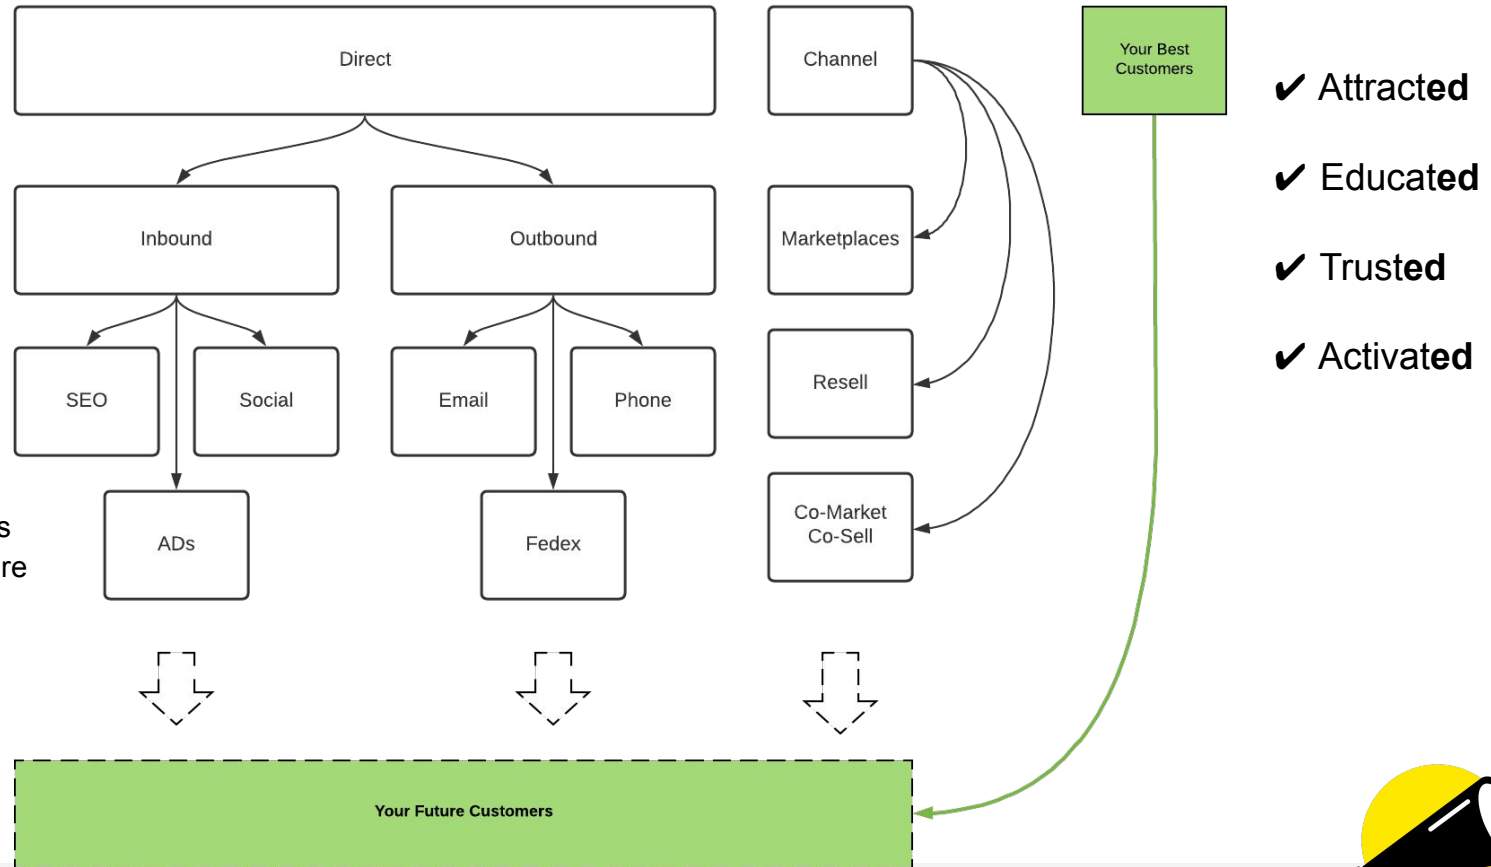 Direct
Channel
Your Best
Customers
✔ Attracted
✔ Educated
✔ Trusted
✔ Activated
Inbound
Outbound
Marketplaces
SEO
Social
Email
Phone
Resell
ADs
Fedex
Co-Market
Co-Sell
s
re
Your Future Customers